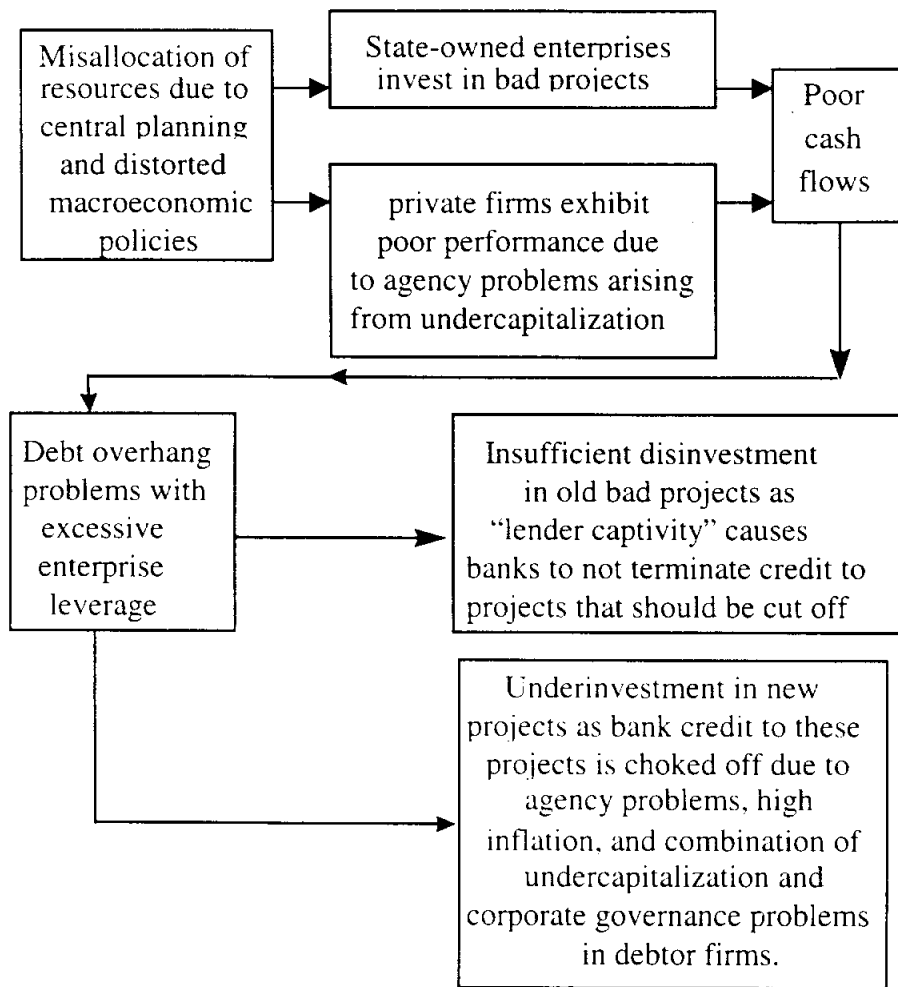 Misallocation of
resources due to
central planning
and distorted
macroeconomic
policies
State-owned enterprises
invest in bad projects
private firms exhibit
poor performance due
to agency problems arising
from undercapitalization
Poor
cash
flows
Debt overhang
problems with
excessive
enterprise
leverage
Insufficient disinvestment
in old bad projects as
“lender captivity” causes
banks to not terminate credit to
projects that should be cut off
Underinvestment in new
projects as bank credit to these
projects is choked off due to
agency problems, high
inflation, and combination of
undercapitalization and
corporate governance problems
in debtor firms.